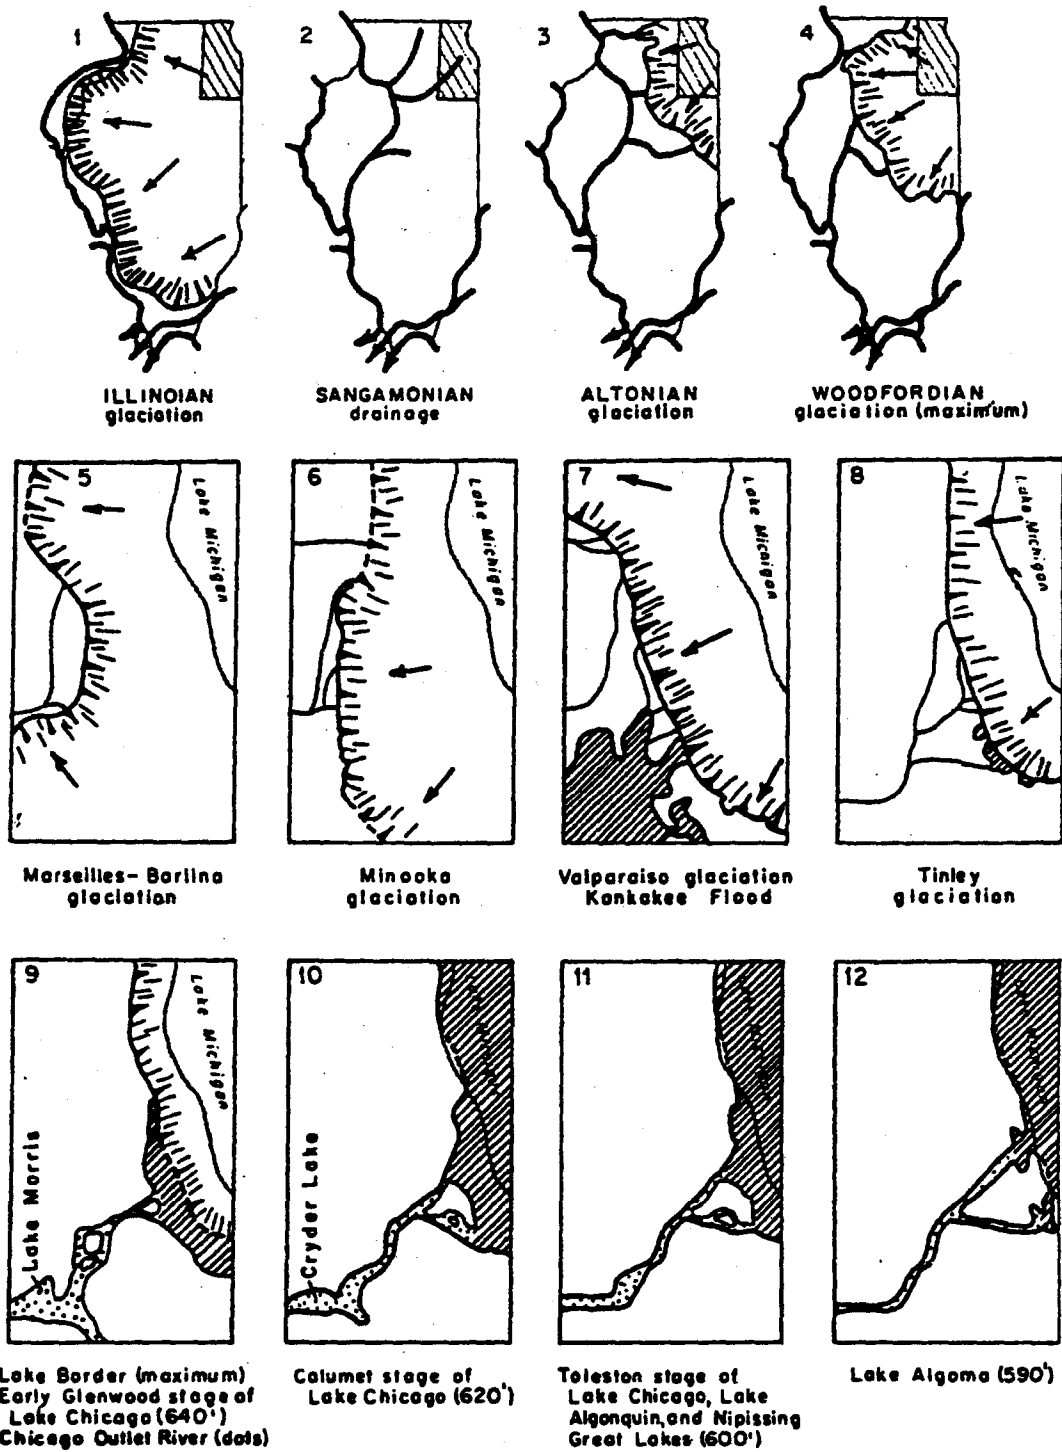 1
2
3
4
ILLINOIAN
glaciation
SANGAMONIAN
drainage
ALTONIAN
glaciation
WOODFORDIAN
glaciation (maximum)
5
Lake Michigan
6
Lake Michigan
7
Lake Michigan
8
Lake Michigan
Marseilles-Barlina
glaciation
Minooka
glaciation
Valparaiso glaciation
Kankakee Flood
Tinley
glaciation
9
Lake Michigan
Lake Morris
10
Cryder Lake
11
12
Lake Border (maximum)
Early Glenwood stage of
Lake Chicago (640')
Chicago Outlet River (dots)
Calumet stage of
Lake Chicago (620')
Toleston stage of
Lake Chicago, Lake
Algonquin, and Nipissing
Great Lakes (600')
Lake Algoma (590')